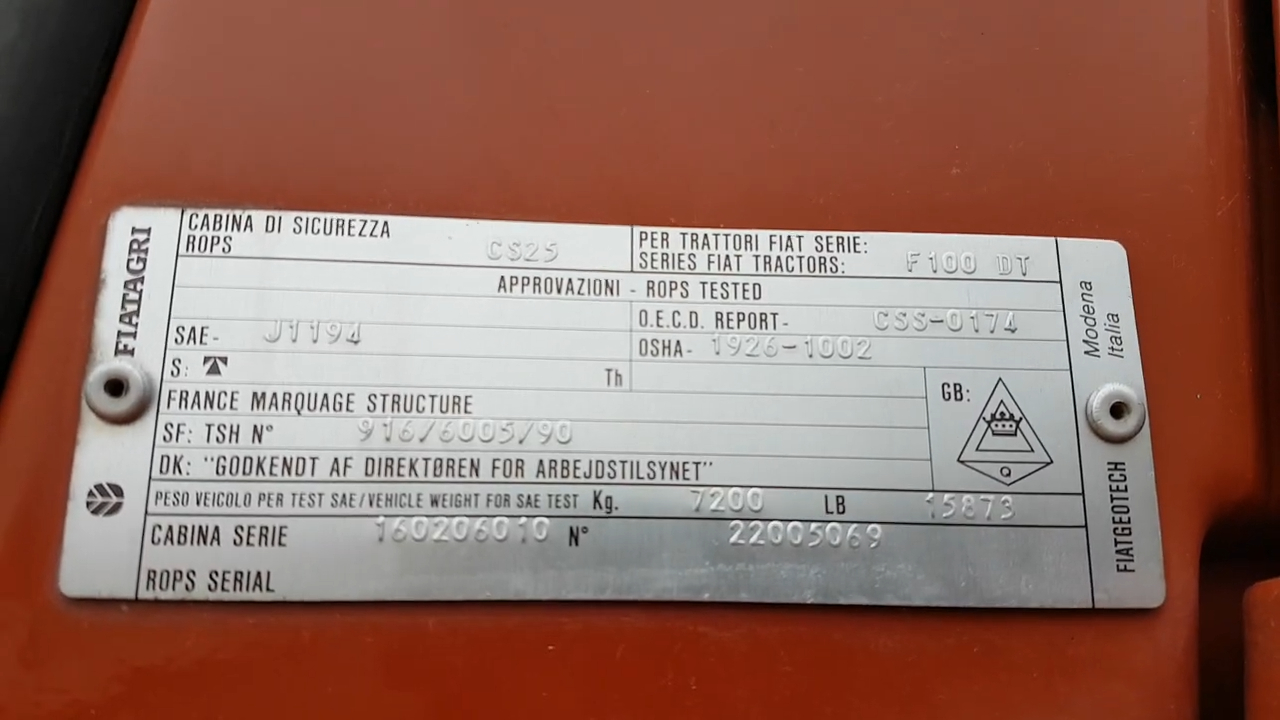 FIATAGRI
CABINA DI SICUREZZA
ROPS CS25
PER TRATTORI FIAT SERIE:
SERIES FIAT TRACTORS: F100 DT
APPROVAZIONI - ROPS TESTED
SAE- J1194
O.E.C.D. REPORT- CSS-0174
OSHA- 1926-1002
S: Th
FRANCE MARQUAGE STRUCTURE
SF: TSH N° 916/6005/90
DK: "GODKENDT AF DIREKTØREN FOR ARBEJDSTILSYNET"
GB:
Q
PESO VEICOLO PER TEST SAE/VEHICLE WEIGHT FOR SAE TEST Kg. 7200 LB 15873
CABINA SERIE 160206010 N° 22005069
ROPS SERIAL
Modena
Italia
FIATGEOTECH